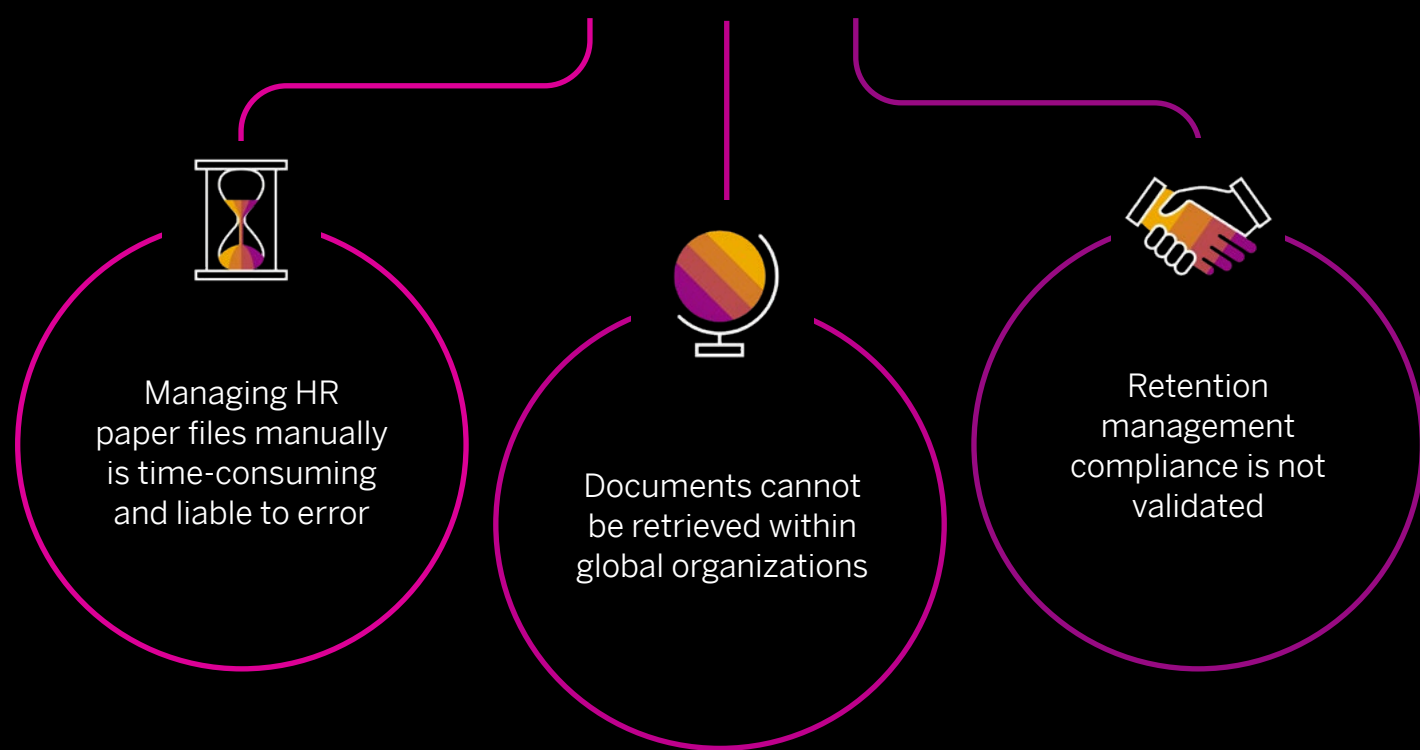 Managing HR
paper files manually
is time-consuming
and liable to error
Documents cannot
be retrieved within
global organizations
Retention
management
compliance is not
validated